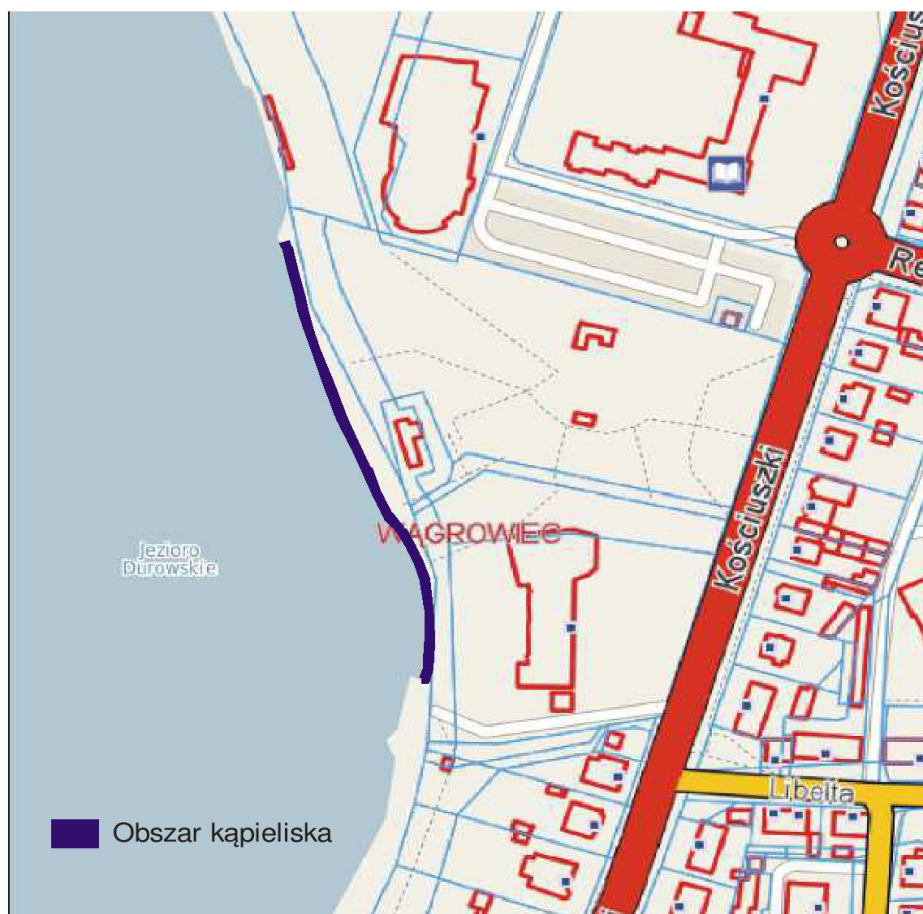 Kościus
Re
Kościuszki
WĄGROWIEC
Jezioro
Durowskie
Libelta
Obszar kąpieliska